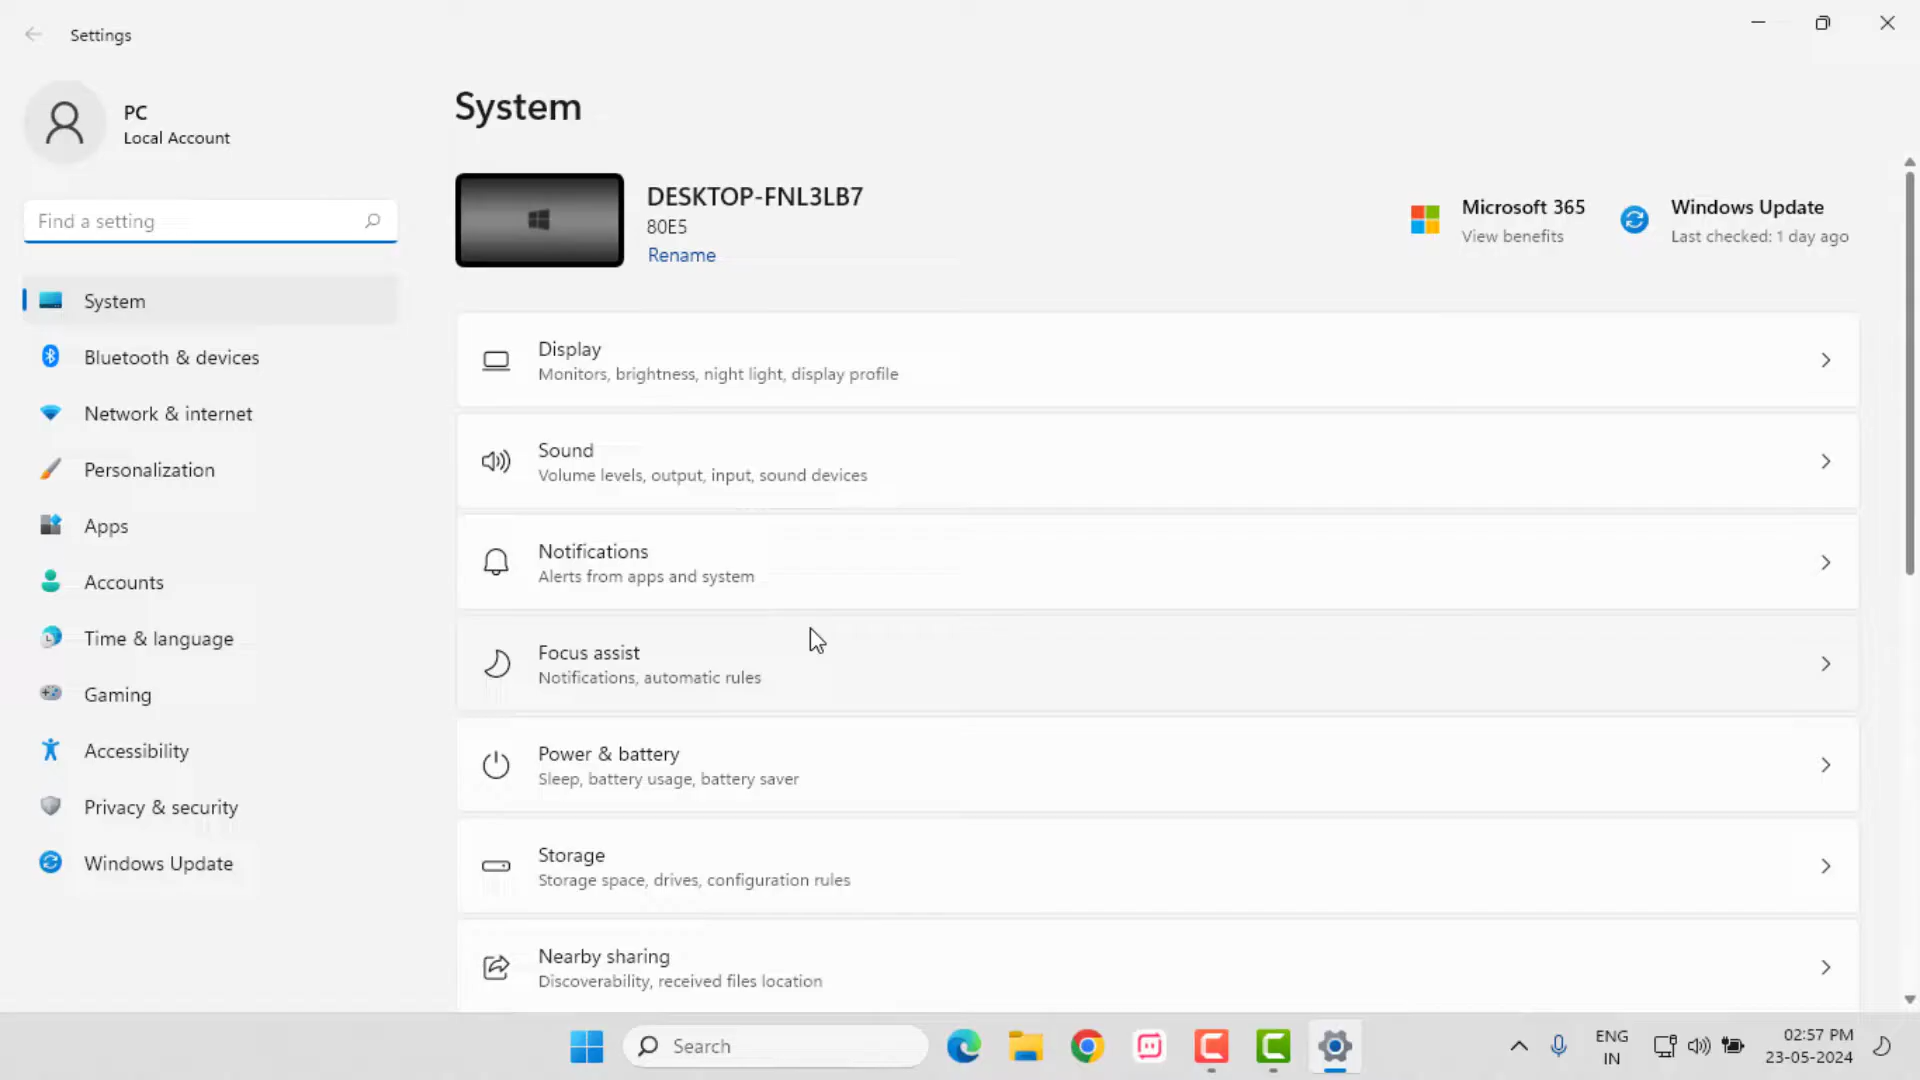 Settings
PC
Local Account
Find a setting
System
Bluetooth & devices
Network & internet
Personalization
Apps
Accounts
Time & language
Gaming
Accessibility
Privacy & security
Windows Update
System
DESKTOP-FNL3LB7
80E5
Rename
Microsoft 365
View benefits
Windows Update
Last checked: 1 day ago
Display
Monitors, brightness, night light, display profile
Sound
Volume levels, output, input, sound devices
Notifications
Alerts from apps and system
Focus assist
Notifications, automatic rules
Power & battery
Sleep, battery usage, battery saver
Storage
Storage space, drives, configuration rules
Nearby sharing
Discoverability, received files location
Search
ENG
IN
02:57 PM
23-05-2024